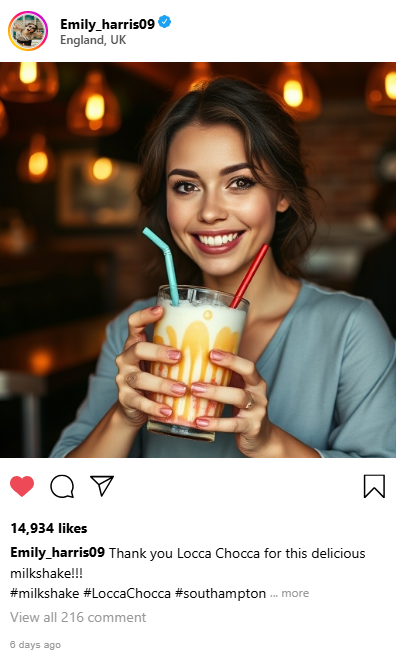 Emily_harris09
England, UK
14,934 likes
Emily_harris09 Thank you Locca Chocca for this delicious
milkshake!!!
#milkshake #LoccaChocca #southampton ... more
View all 216 comment
6 days ago